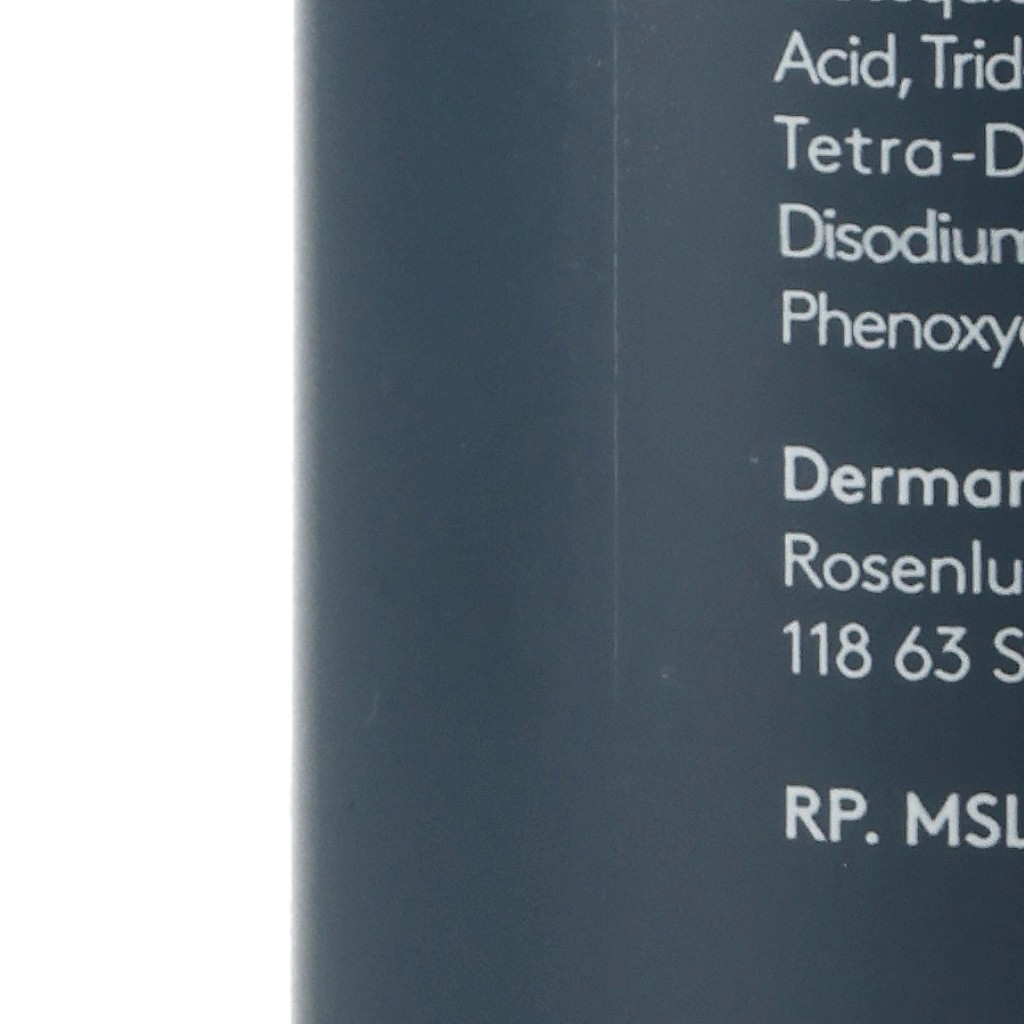 Acid, Trid
Tetra-D
Disodium
Phenoxy
Dermar
Rosenlu
118 63 S
RP. MSL